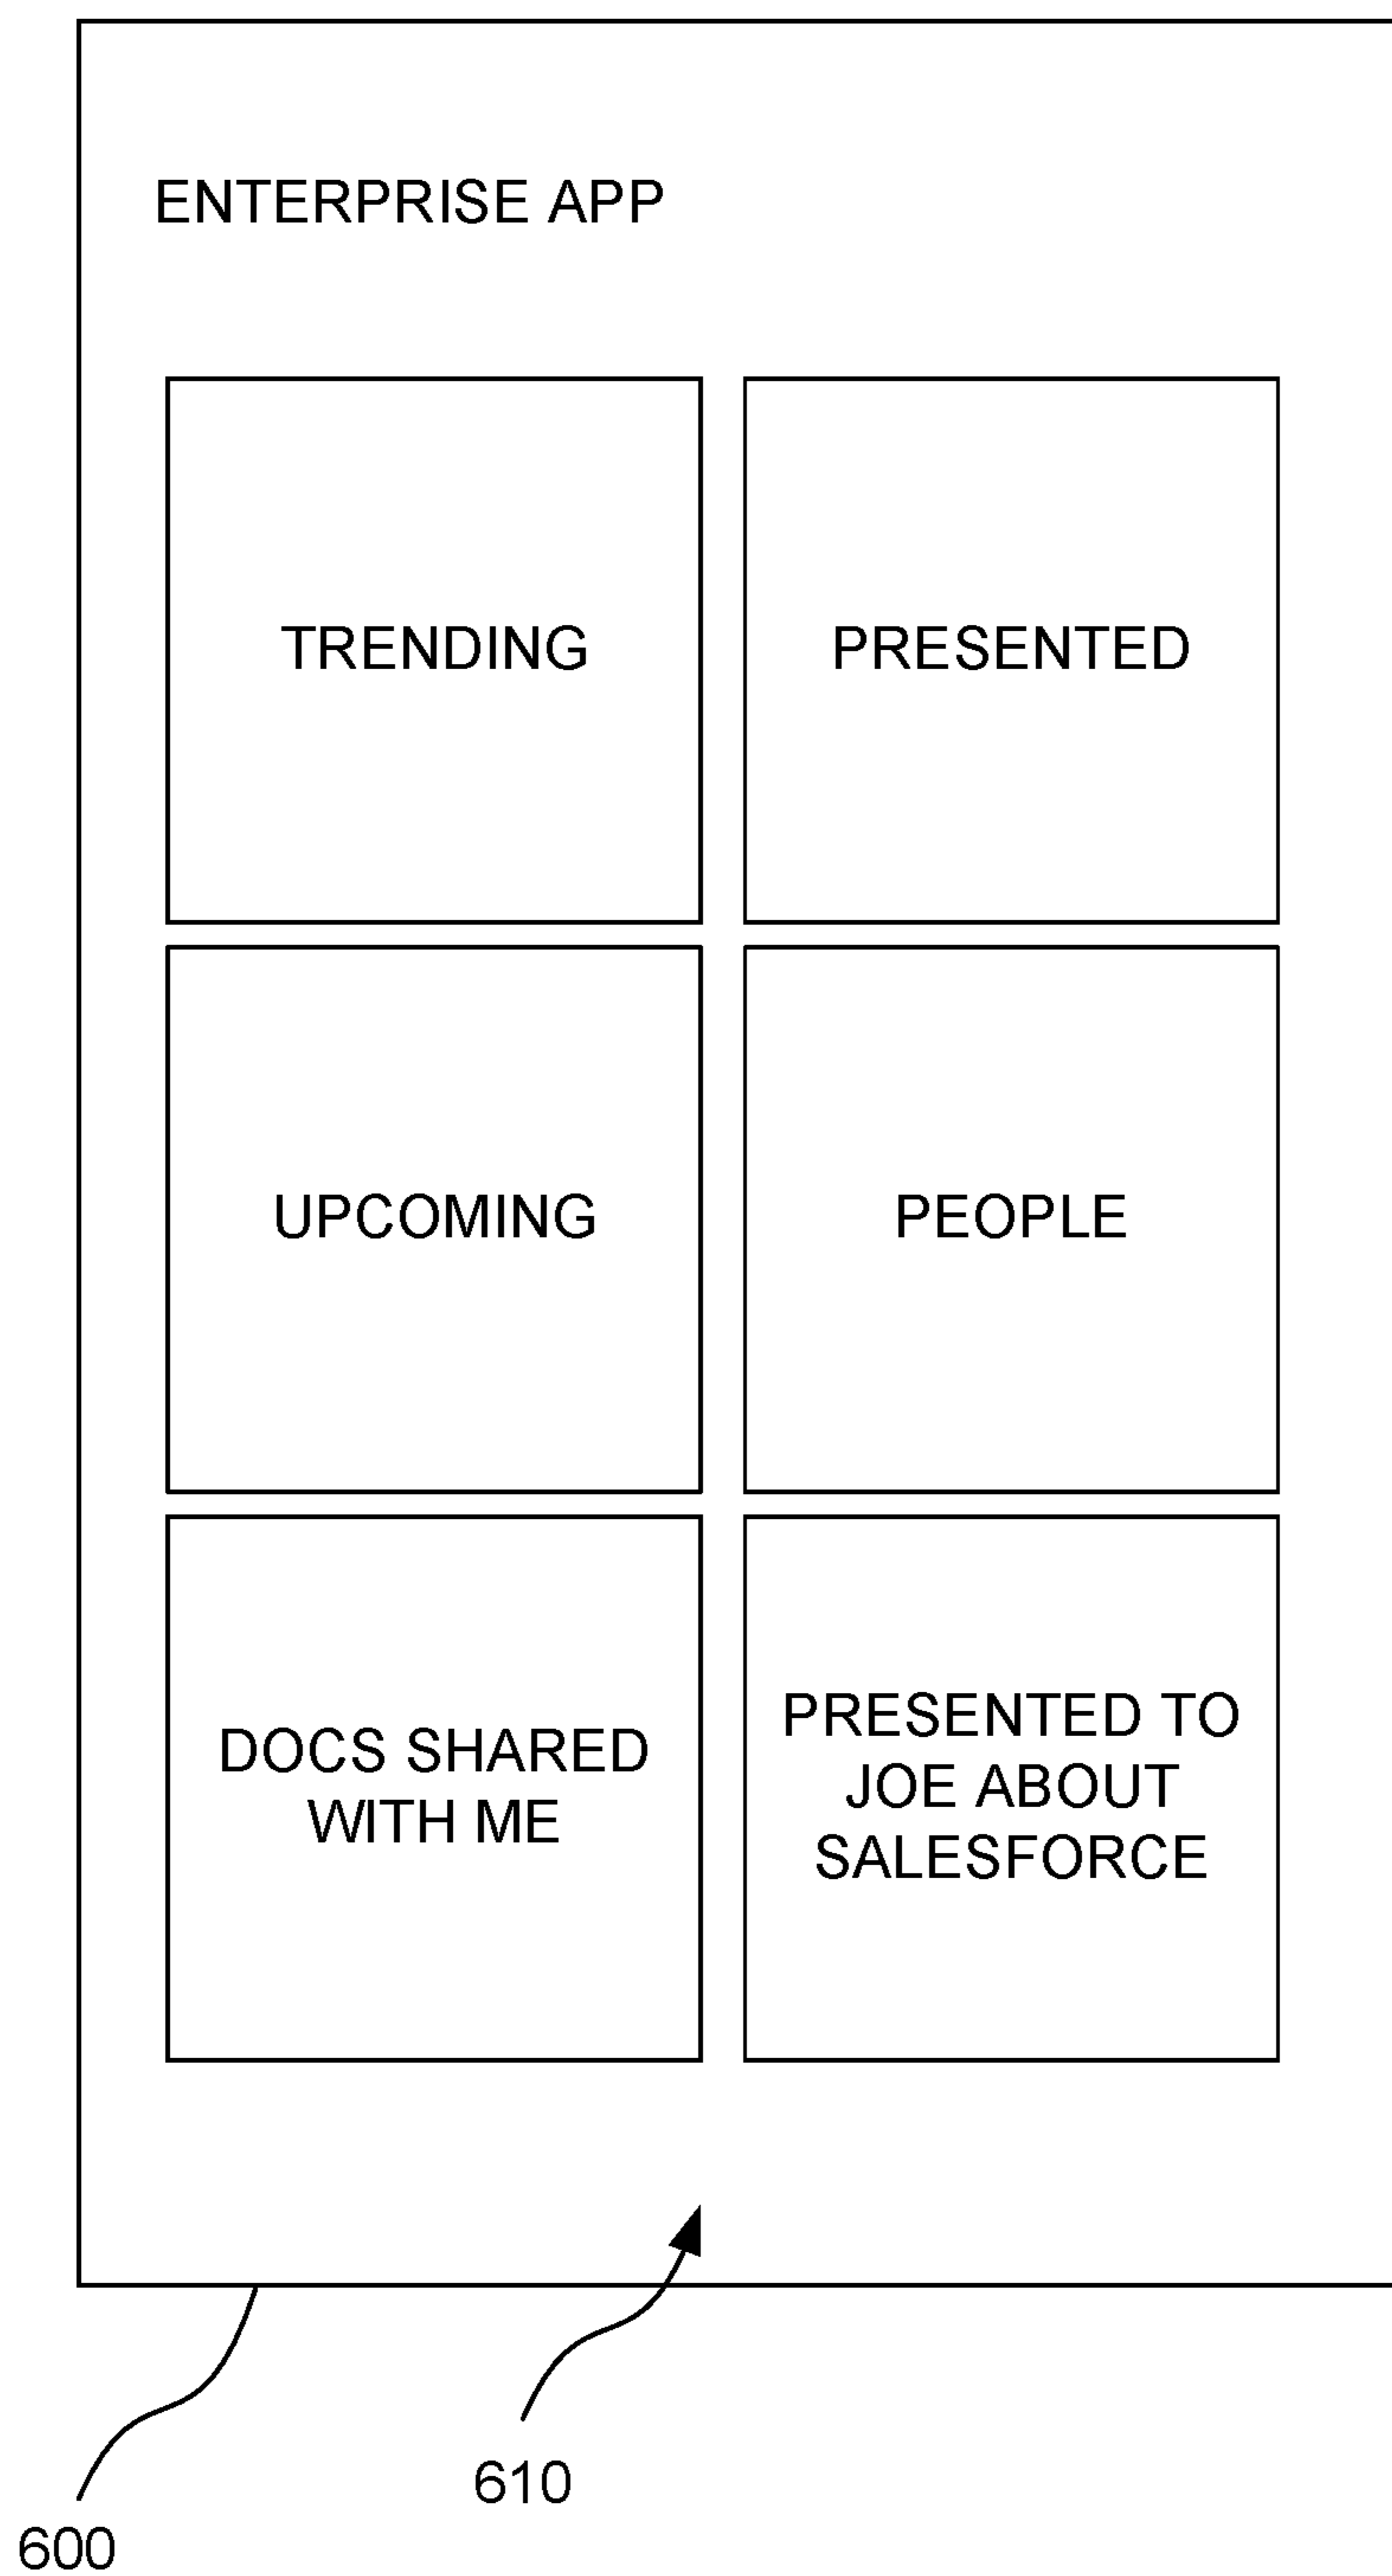 ENTERPRISE APP
TRENDING
PRESENTED
UPCOMING
PEOPLE
DOCS SHARED
WITH ME
PRESENTED TO
JOE ABOUT
SALESFORCE
610
600